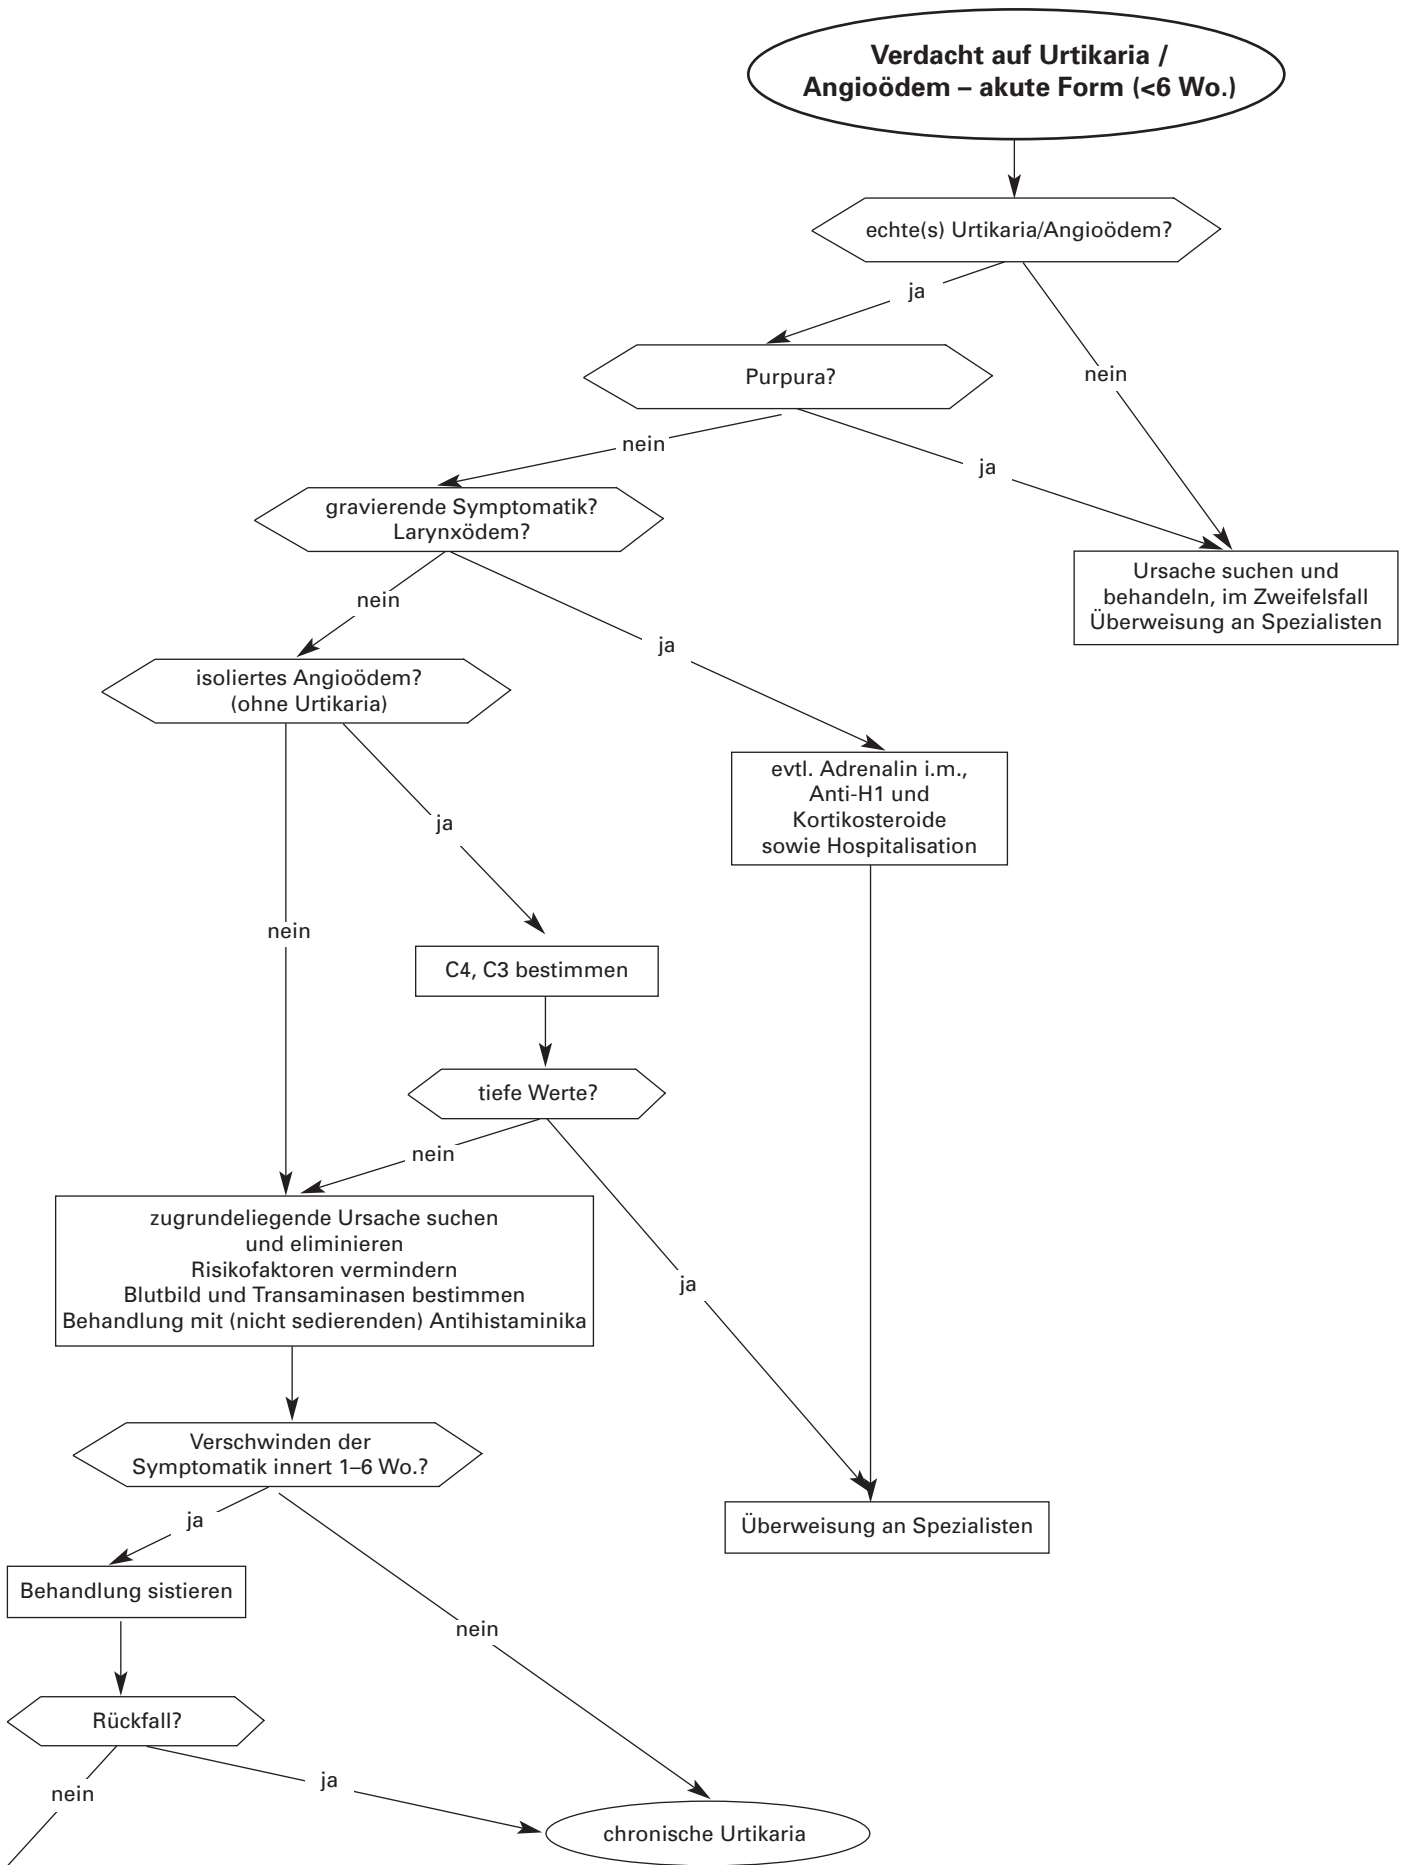 Verdacht auf Urtikaria /
Angioödem – akute Form (<6 Wo.)
echte(s) Urtikaria/Angioödem?
ja
nein
Purpura?
nein
ja
gravierende Symptomatik?
Larynxödem?
Ursache suchen und
behandeln, im Zweifelsfall
Überweisung an Spezialisten
nein
ja
isoliertes Angioödem?
(ohne Urtikaria)
evtl. Adrenalin i.m.,
Anti-H1 und
Kortikosteroide
sowie Hospitalisation
ja
nein
C4, C3 bestimmen
tiefe Werte?
nein
ja
zugrundeliegende Ursache suchen
und eliminieren
Risikofaktoren vermindern
Blutbild und Transaminasen bestimmen
Behandlung mit (nicht sedierenden) Antihistaminika
Verschwinden der
Symptomatik innert 1–6 Wo.?
ja
nein
Überweisung an Spezialisten
Behandlung sistieren
Rückfall?
nein
ja
chronische Urtikaria